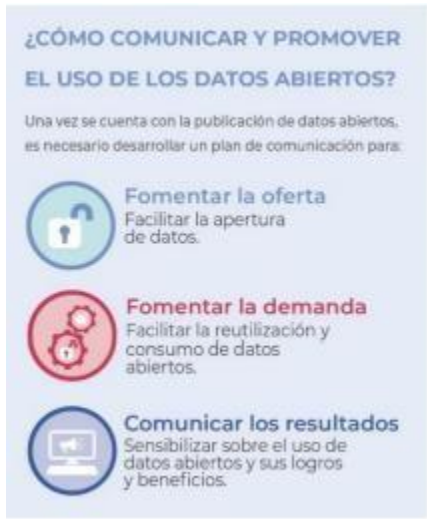 ¿CÓMO COMUNICAR Y PROMOVER
EL USO DE LOS DATOS ABIERTOS?
Una vez se cuenta con la publicación de datos abiertos,
es necesario desarrollar un plan de comunicación para:
Fomentar la oferta
Facilitar la apertura
de datos.
Fomentar la demanda
Facilitar la reutilización y
consumo de datos
abiertos.
Comunicar los resultados
Sensibilizar sobre el uso de
datos abiertos y sus logros
y beneficios.